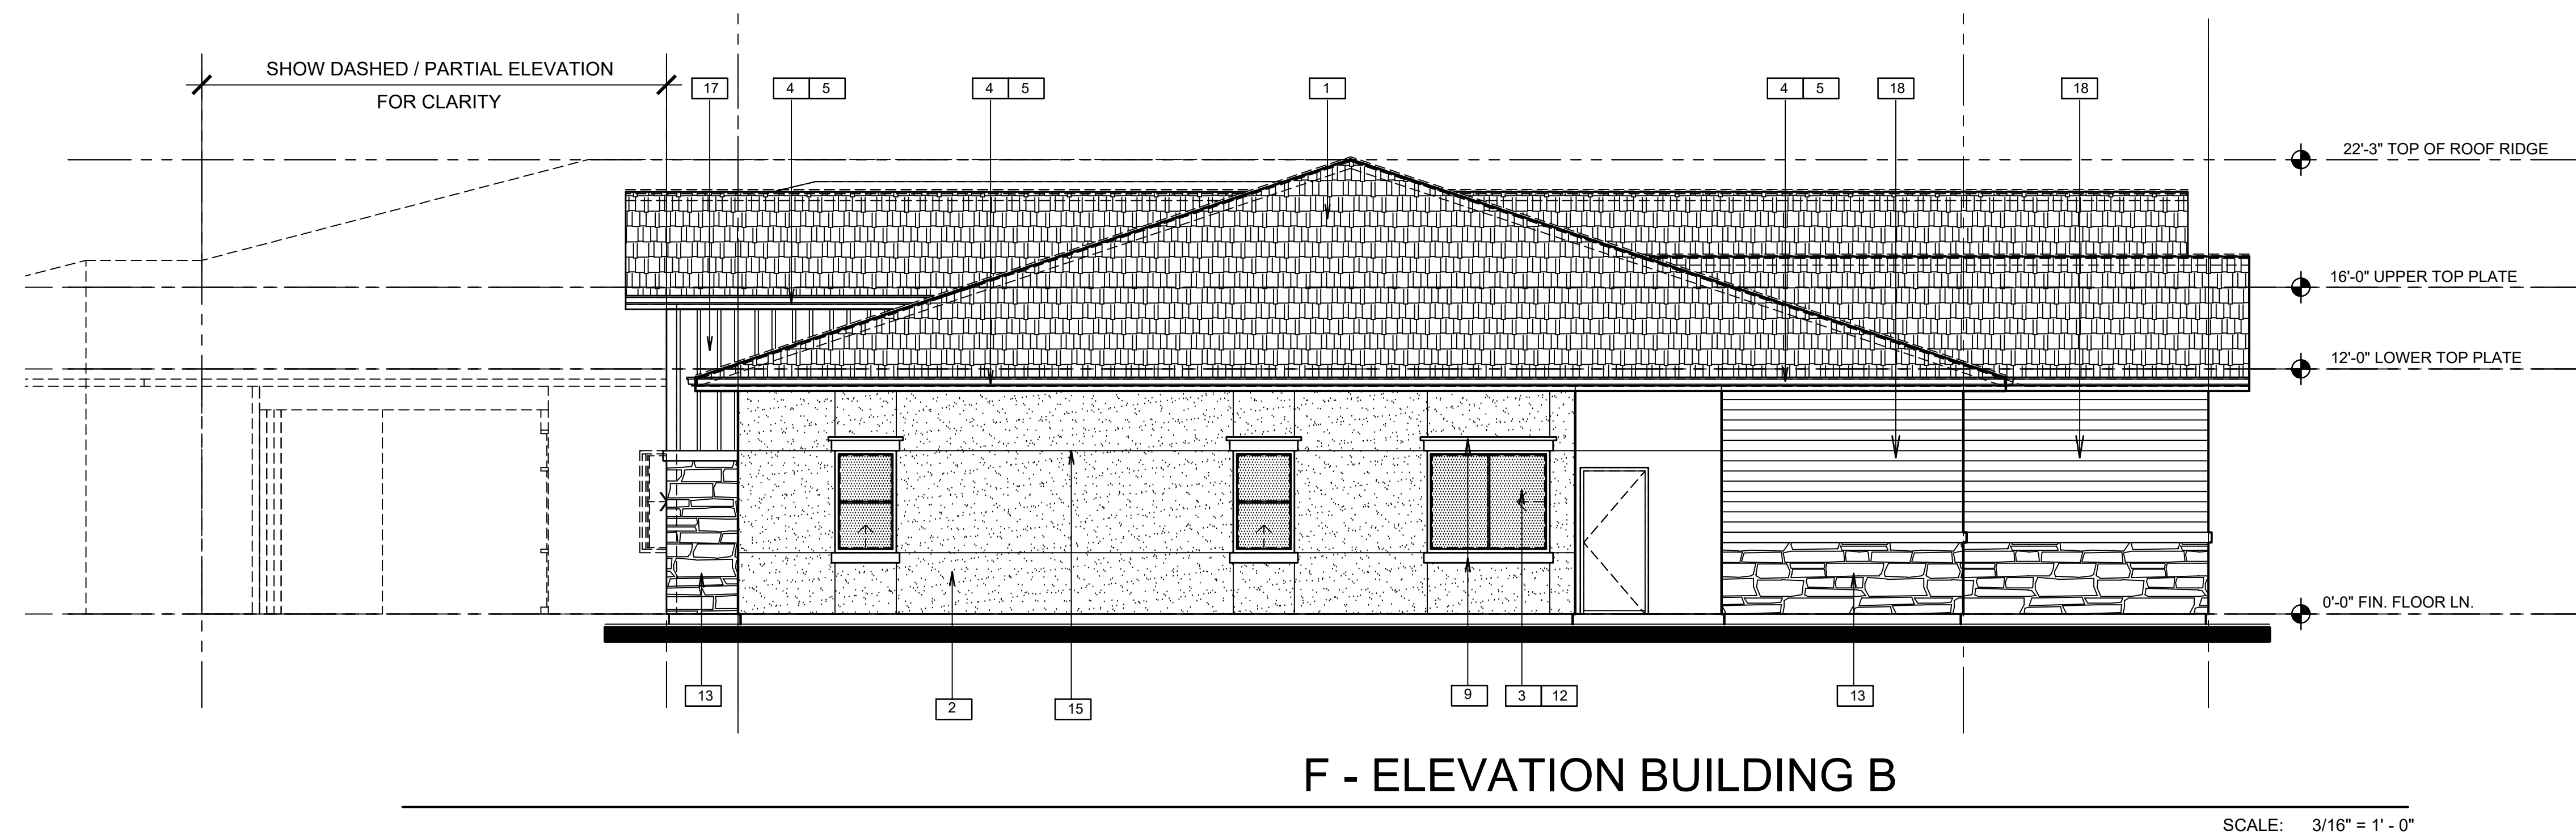 SHOW DASHED / PARTIAL ELEVATION
FOR CLARITY
17
4 5
4 5
1
4 5
18
18
22'-3" TOP OF ROOF RIDGE
16'-0" UPPER TOP PLATE
12'-0" LOWER TOP PLATE
0'-0" FIN. FLOOR LN.
13
2
15
9
3 12
13
F - ELEVATION BUILDING B
SCALE: 3/16" = 1' - 0"